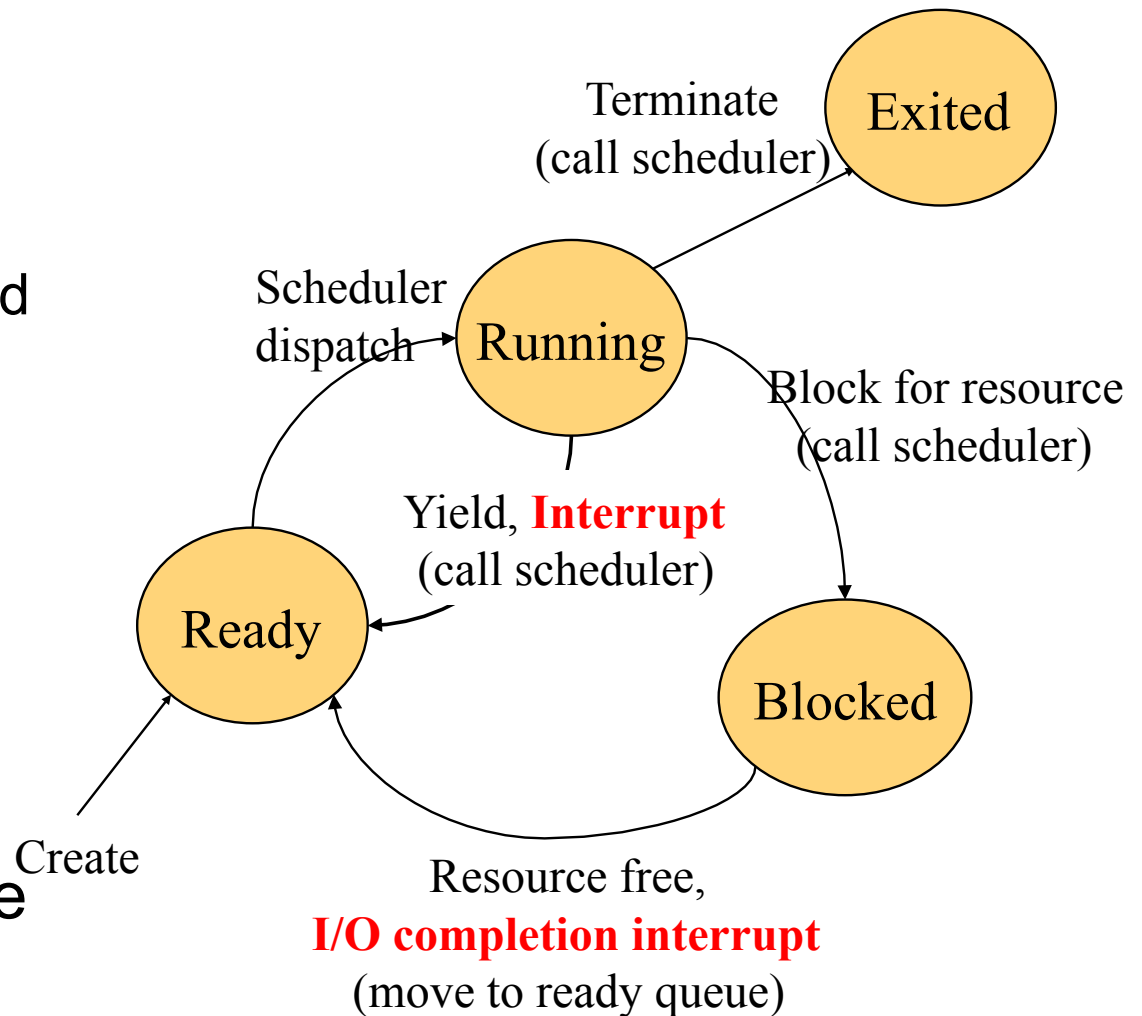 Terminate
(call scheduler)
Exited
d
Scheduler
dispatch
Running
Block for resource
(call scheduler)
Yield, Interrupt
(call scheduler)
Ready
Blocked
Create
e
Resource free,
I/O completion interrupt
(move to ready queue)